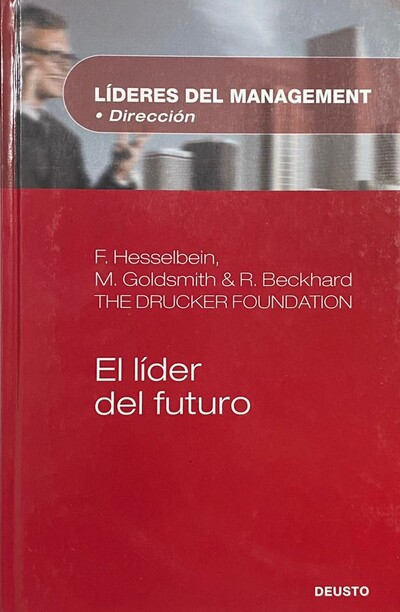 LÍDERES DEL MANAGEMENT
• Dirección
F. Hesselbein,
M. Goldsmith & R. Beckhard
THE DRUCKER FOUNDATION
El líder
del futuro
DEUSTO